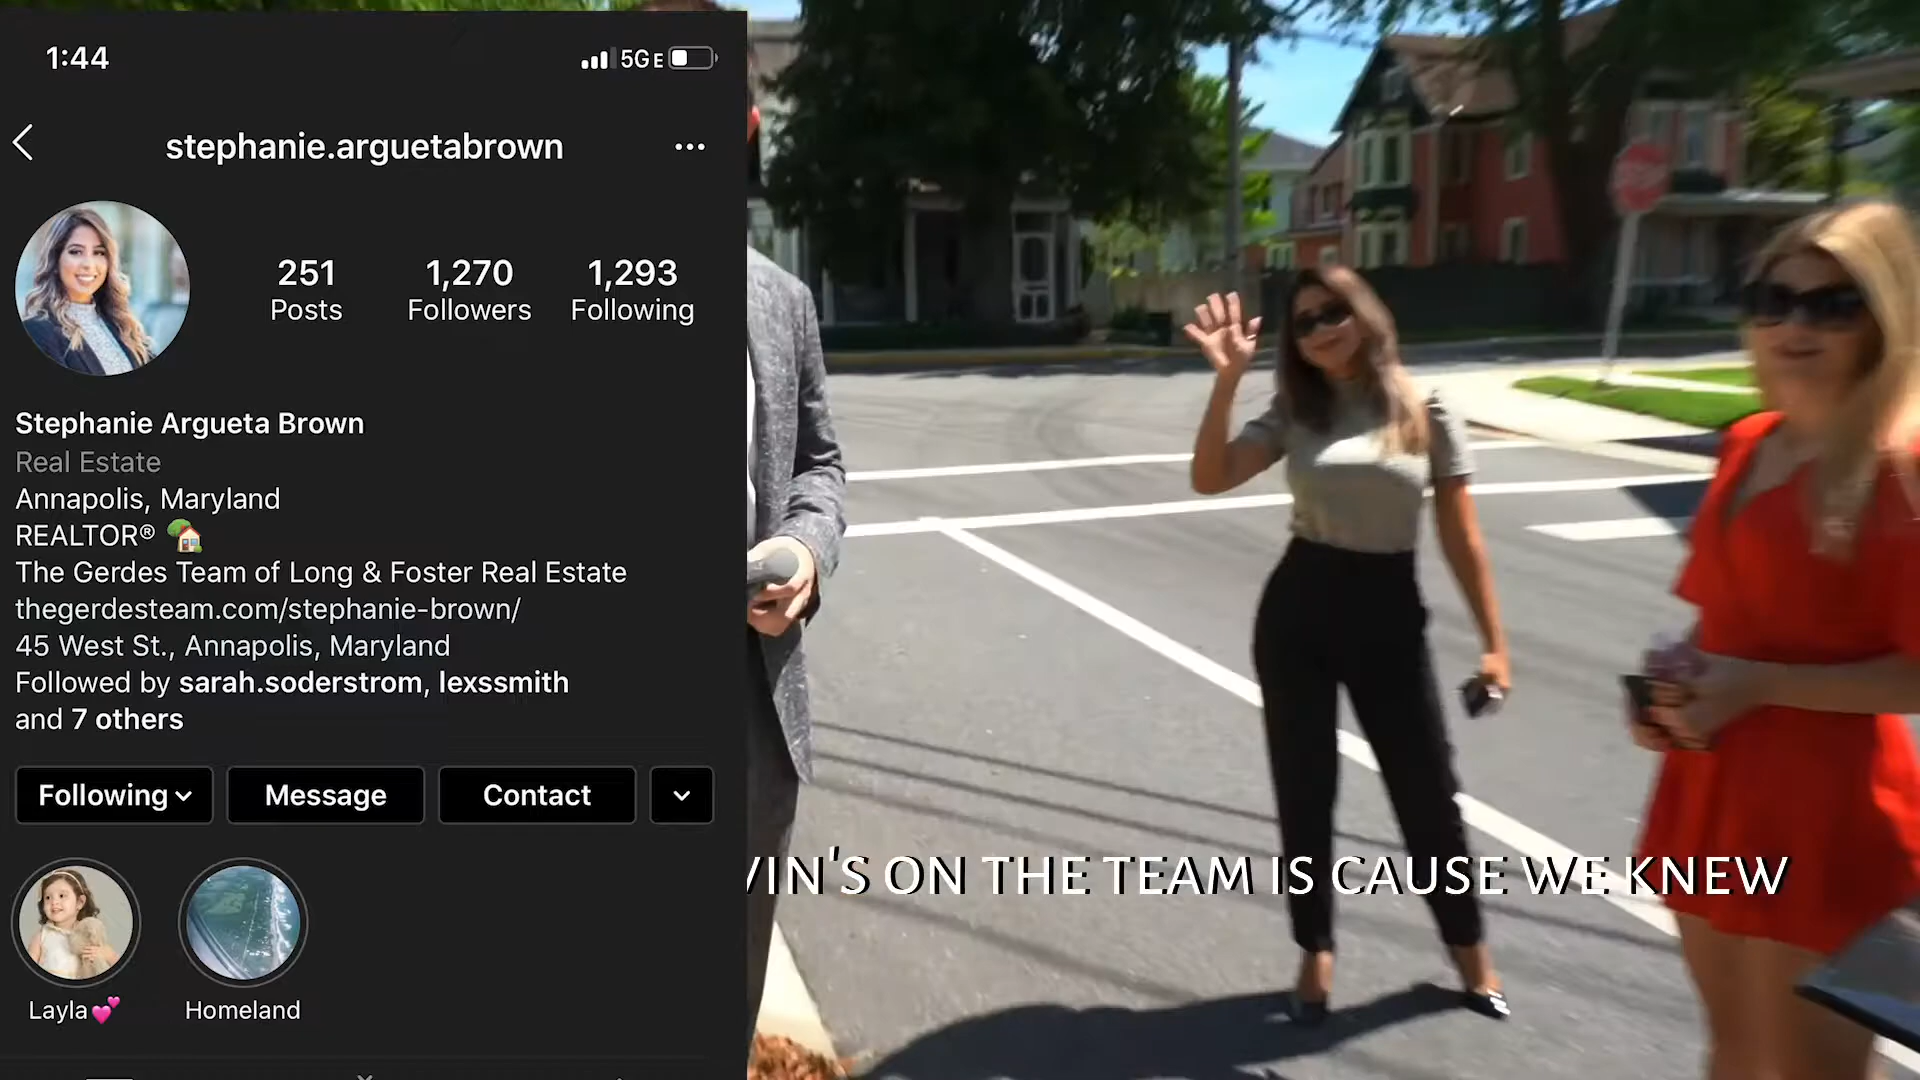 1:44
5GE
stephanie.arguetabrown
251
Posts
1,270
Followers
1,293
Following
Stephanie Argueta Brown
Real Estate
Annapolis, Maryland
REALTOR®
The Gerdes Team of Long & Foster Real Estate
thegerdesteam.com/stephanie-brown/
45 West St., Annapolis, Maryland
Followed by sarah.soderstrom, lexssmith
and 7 others
Following
Message
Contact
Layla💕
Homeland
ON THE TEAM IS CAUSE WE KNEW